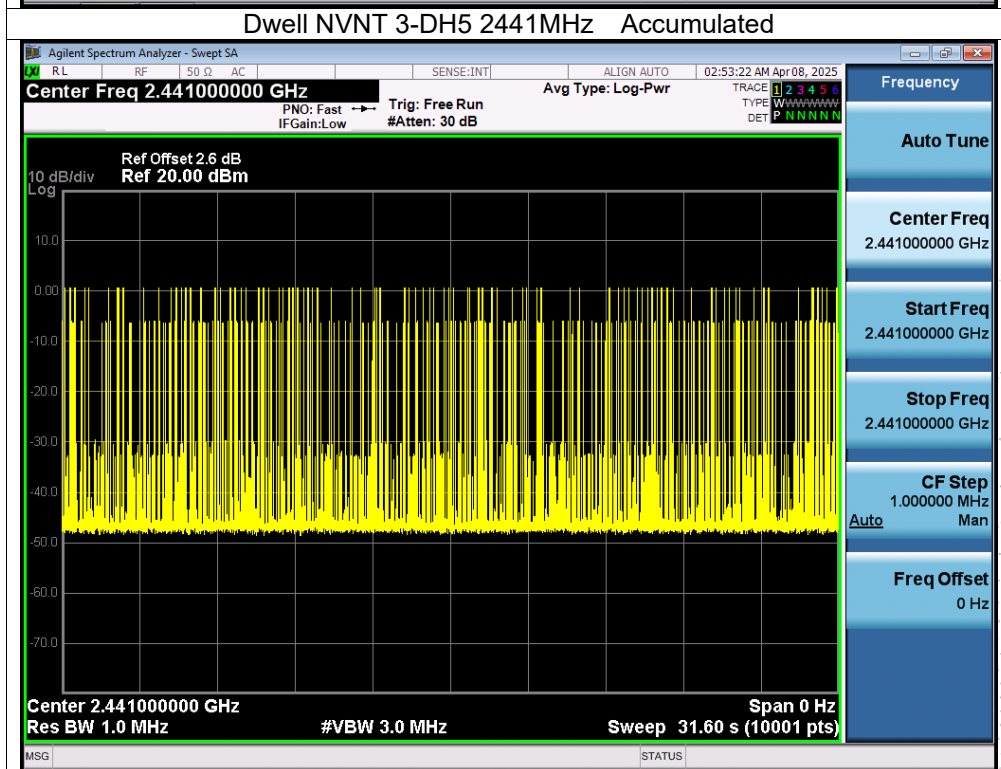 Dwell NVNT 3-DH5 2441MHz Accumulated
Agilent Spectrum Analyzer - Swept SA
LXI RL RF 50 Ω AC SENSE:INT ALIGN AUTO 02:53:22 AM Apr 08, 2025
Center Freq 2.441000000 GHz
PNO: Fast
IFGain:Low
Trig: Free Run
#Atten: 30 dB
Avg Type: Log-Pwr
TRACE 1 2 3 4 5 6
TYPE WWWWWWW
DET P N N N N N
Frequency
Auto Tune
Center Freq
2.441000000 GHz
Start Freq
2.441000000 GHz
Stop Freq
2.441000000 GHz
CF Step
1.000000 MHz
Auto Man
Freq Offset
0 Hz
Ref Offset 2.6 dB
10 dB/div Ref 20.00 dBm
Log
10.0
0.00
-10.0
-20.0
-30.0
-40.0
-50.0
-60.0
-70.0
Center 2.441000000 GHz Span 0 Hz
Res BW 1.0 MHz #VBW 3.0 MHz Sweep 31.60 s (10001 pts)
MSG STATUS